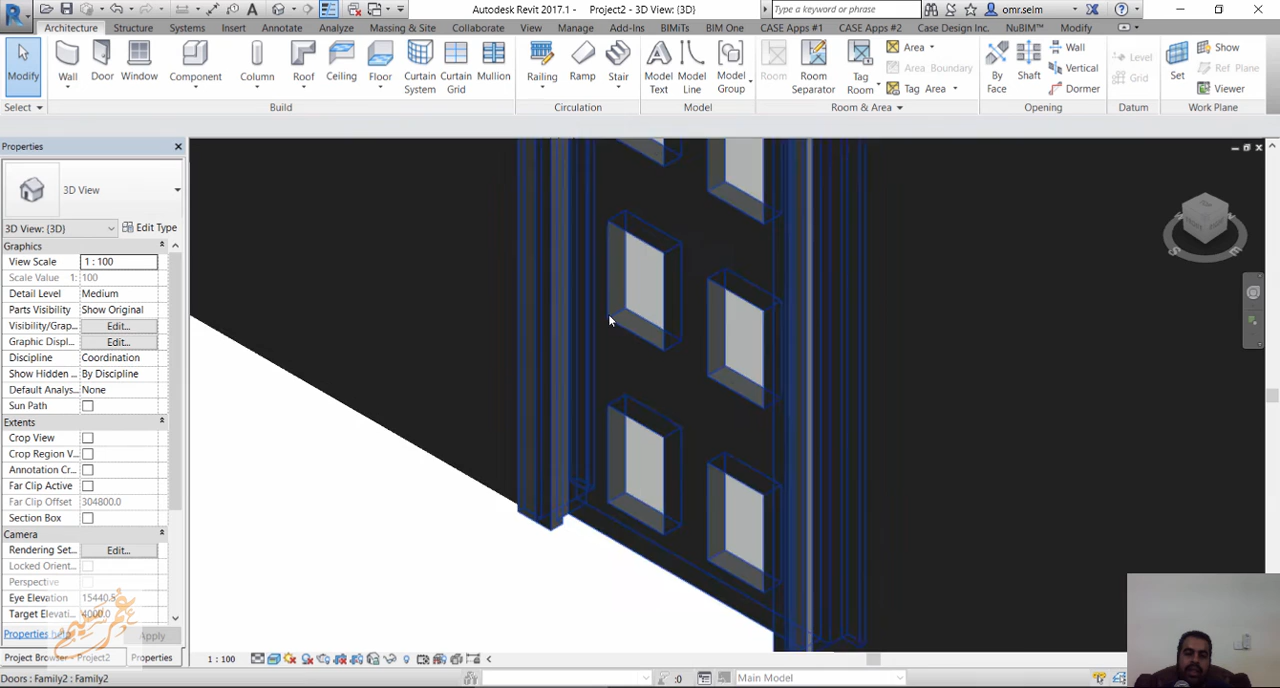 Autodesk Revit 2017.1 - Project2 - 3D View: {3D}
Type a keyword or phrase
omr.selm
Architecture Structure Systems Insert Annotate Analyze Massing & Site Collaborate View Manage Add-Ins BIMiTs BIM One CASE Apps #1 CASE Apps #2 Case Design Inc. NuBIM Modify
Modify Wall Door Window Component Column Roof Ceiling Floor Curtain System Curtain Grid Mullion Railing Ramp Stair Model Text Model Line Model Group Room Room Separator Tag Room Area Area Boundary Tag Area By Face Shaft Wall Vertical Dormer Level Grid Set Show Ref Plane Viewer
Select Build Circulation Model Room & Area Opening Datum Work Plane
Properties
3D View
3D View: {3D} Edit Type
Graphics
View Scale 1 : 100
Scale Value 1: 100
Detail Level Medium
Parts Visibility Show Original
Visibility/Grap... Edit...
Graphic Displ... Edit...
Discipline Coordination
Show Hidden ... By Discipline
Default Analys... None
Sun Path
Extents
Crop View
Crop Region V...
Annotation Cr...
Far Clip Active
Far Clip Offset 304800.0
Section Box
Camera
Rendering Set... Edit...
Locked Orient...
Perspective
Eye Elevation 15440.5
Target Elevati... 4000.0
Properties help Apply
Project Browser - Project2 Properties
1 : 100
Doors : Family2 : Family2
:0
Main Model